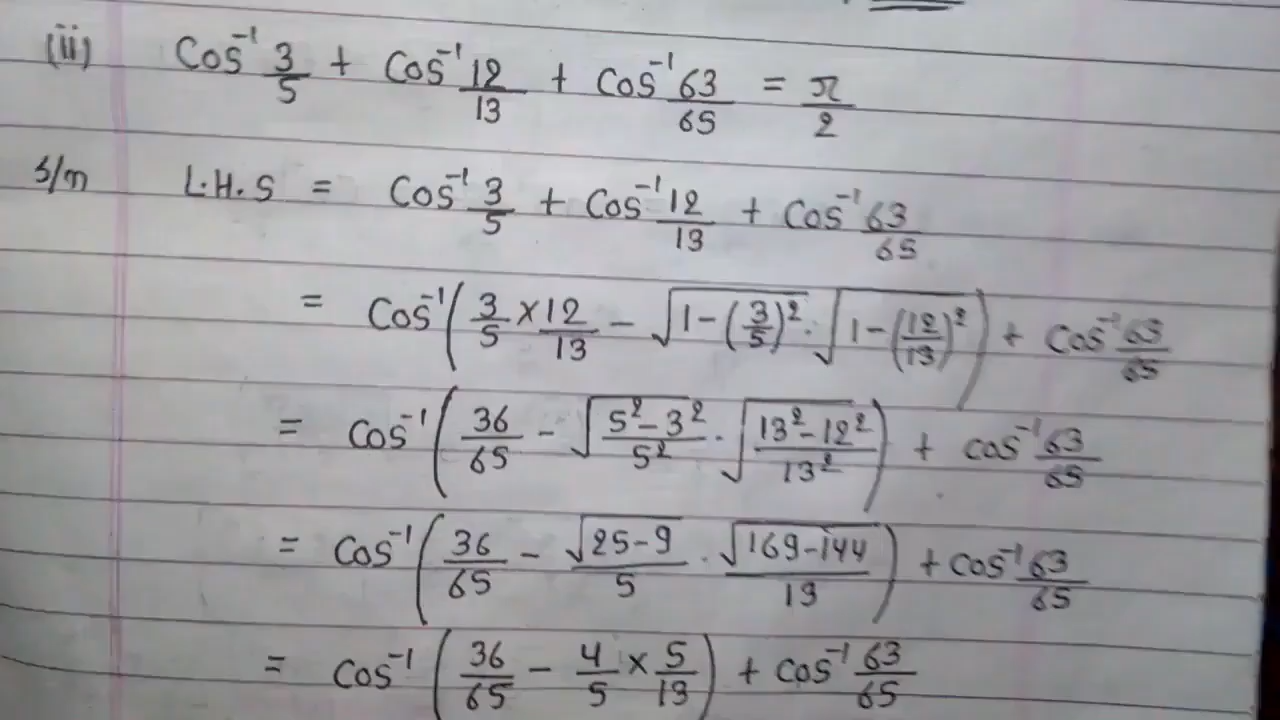 (ii) Cos⁻¹ 3/5 + Cos⁻¹ 12/13 + Cos⁻¹ 63/65 = π/2
s/n L.H.S = Cos⁻¹ 3/5 + Cos⁻¹ 12/13 + Cos⁻¹ 63/65
= Cos⁻¹(3/5 × 12/13 − √(1−(3/5)²) · √(1−(12/13)²)) + Cos⁻¹ 63/65
= Cos⁻¹(36/65 − √((5²−3²)/5²) · √((13²−12²)/13²)) + Cos⁻¹ 63/65
= Cos⁻¹(36/65 − √(25−9)/5 · √(169−144)/13) + Cos⁻¹ 63/65
= Cos⁻¹(36/65 − 4/5 × 5/13) + Cos⁻¹ 63/65